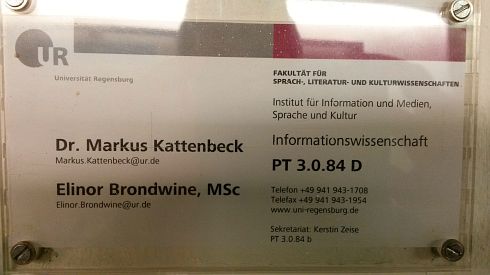 UR
Universität Regensburg
Dr. Markus Kattenbeck
Markus.Kattenbeck@ur.de
Elinor Brondwine, MSc
Elinor.Brondwine@ur.de
FAKULTÄT FÜR
SPRACH-, LITERATUR- UND KULTURWISSENSCHAFTEN
Institut für Information und Medien,
Sprache und Kultur
Informationswissenschaft
PT 3.0.84 D
Telefon +49 941 943-1708
Telefax +49 941 943-1954
www.uni-regensburg.de
Sekretariat: Kerstin Zeise
PT 3.0.84 b